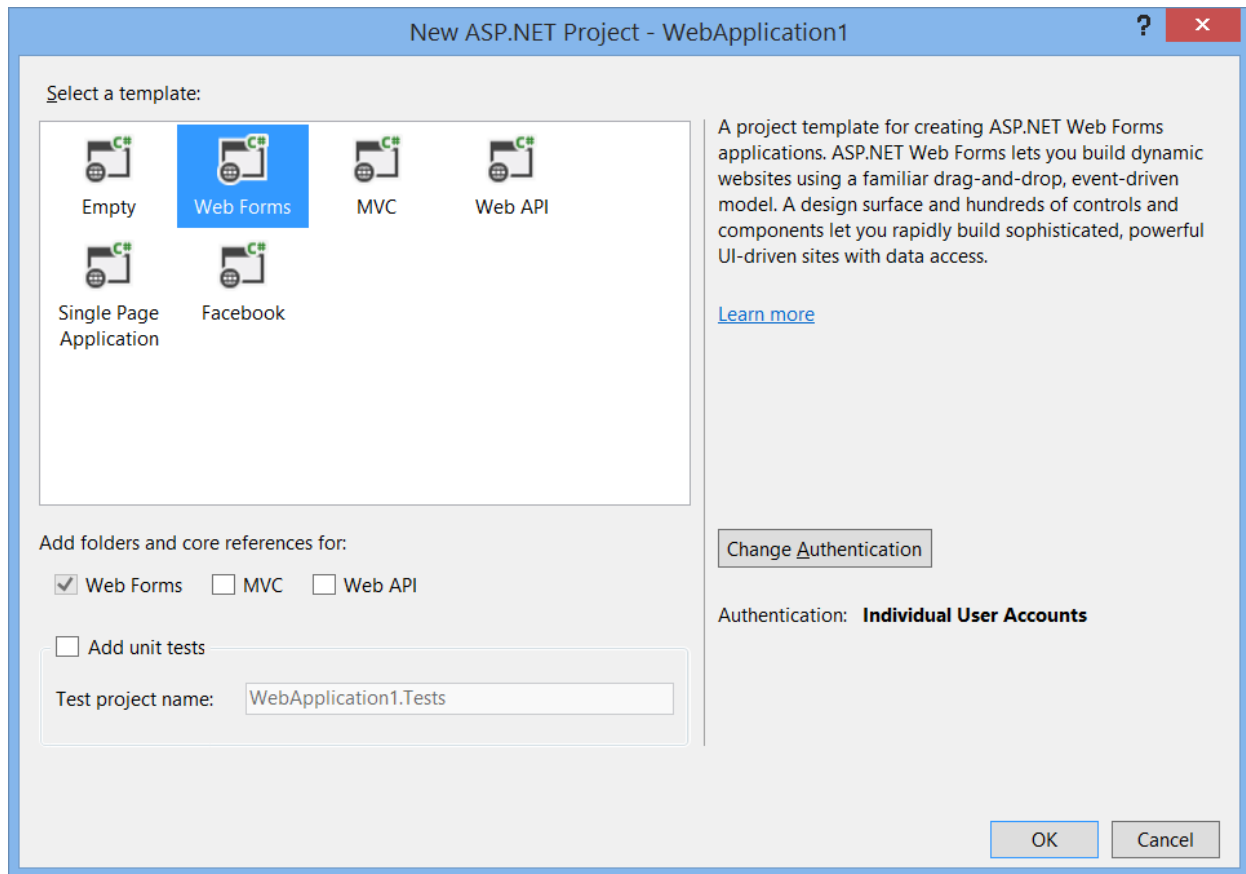 New ASP.NET Project - WebApplication1
?
Select a template:
C# C# C# C#
Empty Web Forms MVC Web API
C# C#
Single Page Facebook
Application
A project template for creating ASP.NET Web Forms
applications. ASP.NET Web Forms lets you build dynamic
websites using a familiar drag-and-drop, event-driven
model. A design surface and hundreds of controls and
components let you rapidly build sophisticated, powerful
UI-driven sites with data access.
Learn more
Add folders and core references for:
Web Forms MVC Web API
Add unit tests
Test project name: WebApplication1.Tests
Change Authentication
Authentication: Individual User Accounts
OK Cancel